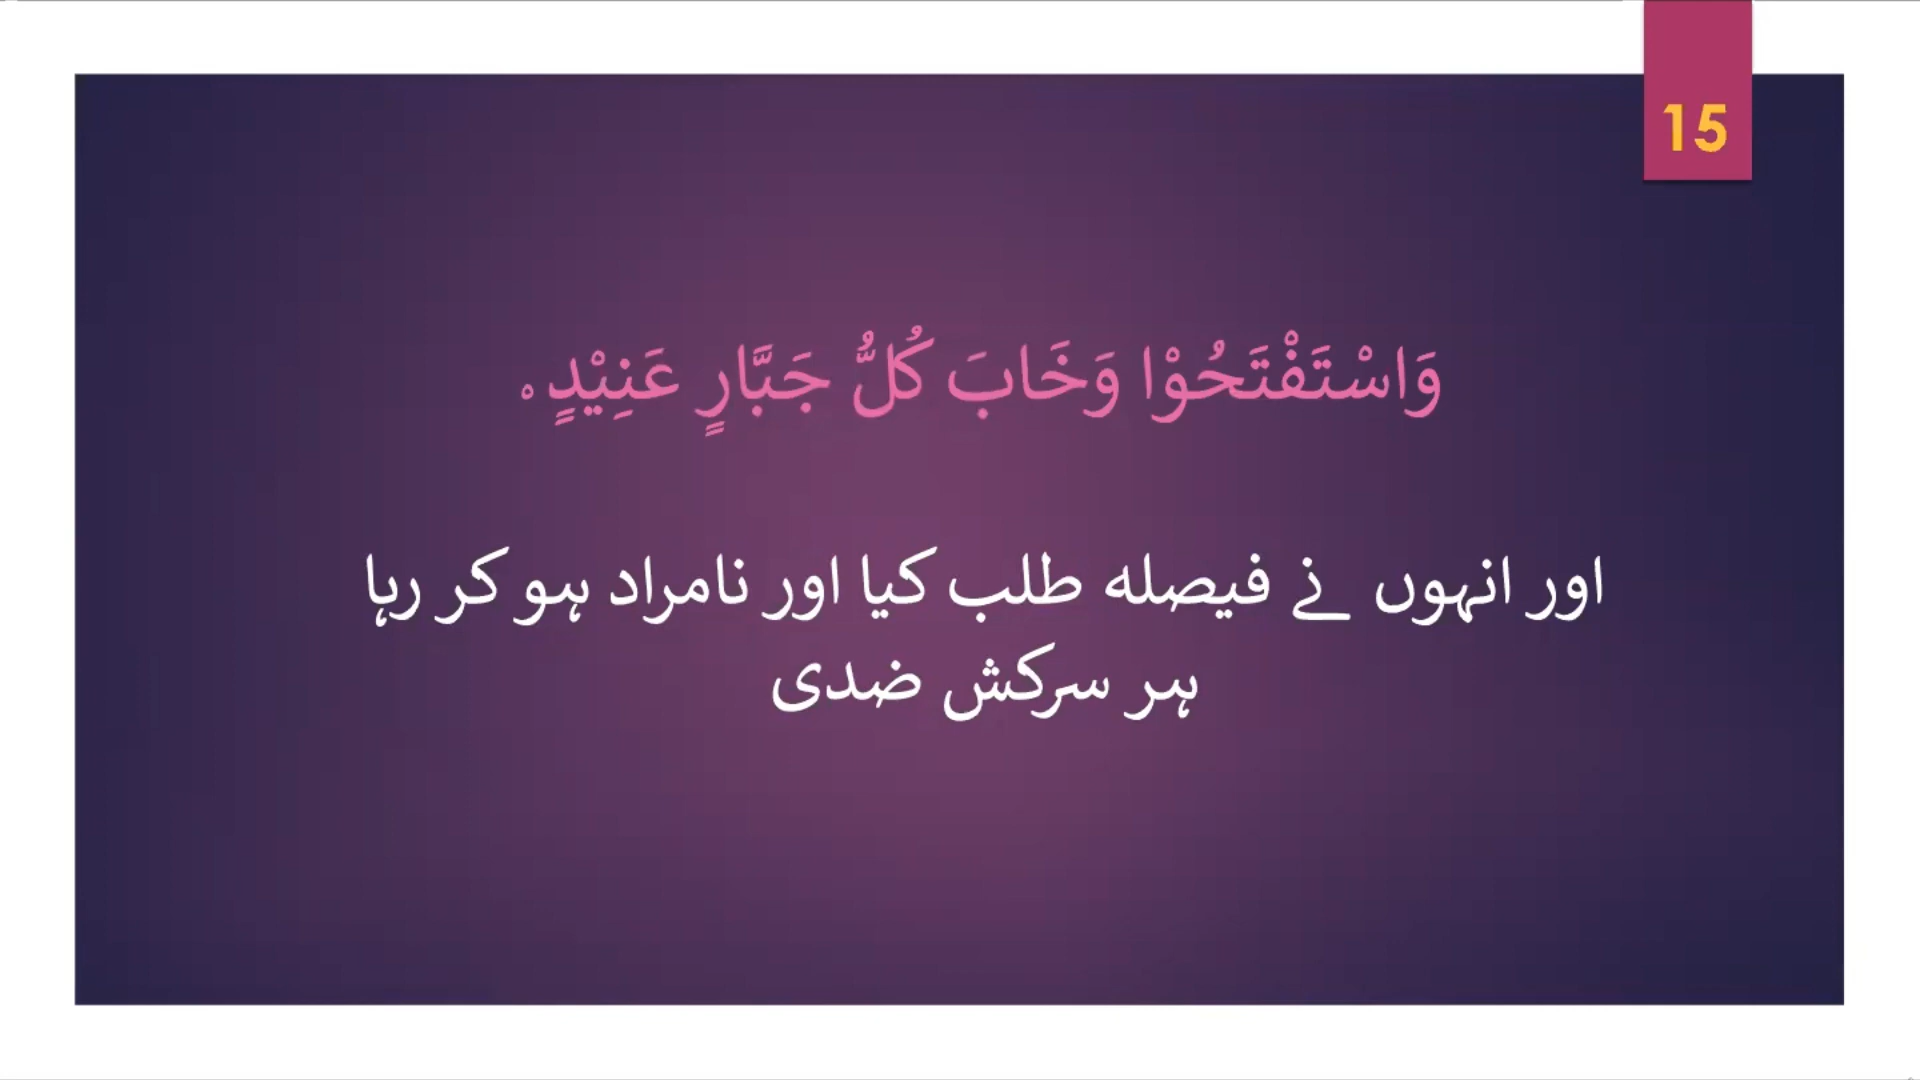 15
وَاسْتَفْتَحُوْا وَخَابَ كُلُّ جَبَّارٍ عَنِيْدٍ ہ
اور انہوں نے فیصلہ طلب کیا اور نامراد ہو کر رہا
ہر سرکش ضدی